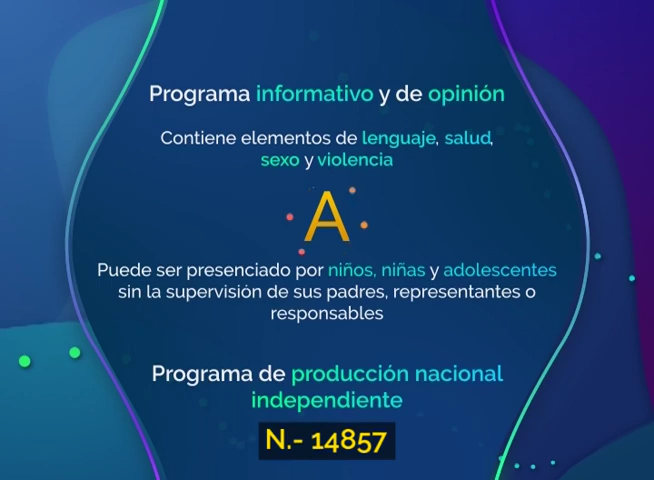 Programa informativo y de opinión
Contiene elementos de lenguaje, salud,
sexo y violencia
A
Puede ser presenciado por niños, niñas y adolescentes
sin la supervisión de sus padres, representantes o
responsables
Programa de producción nacional
independiente
N.- 14857